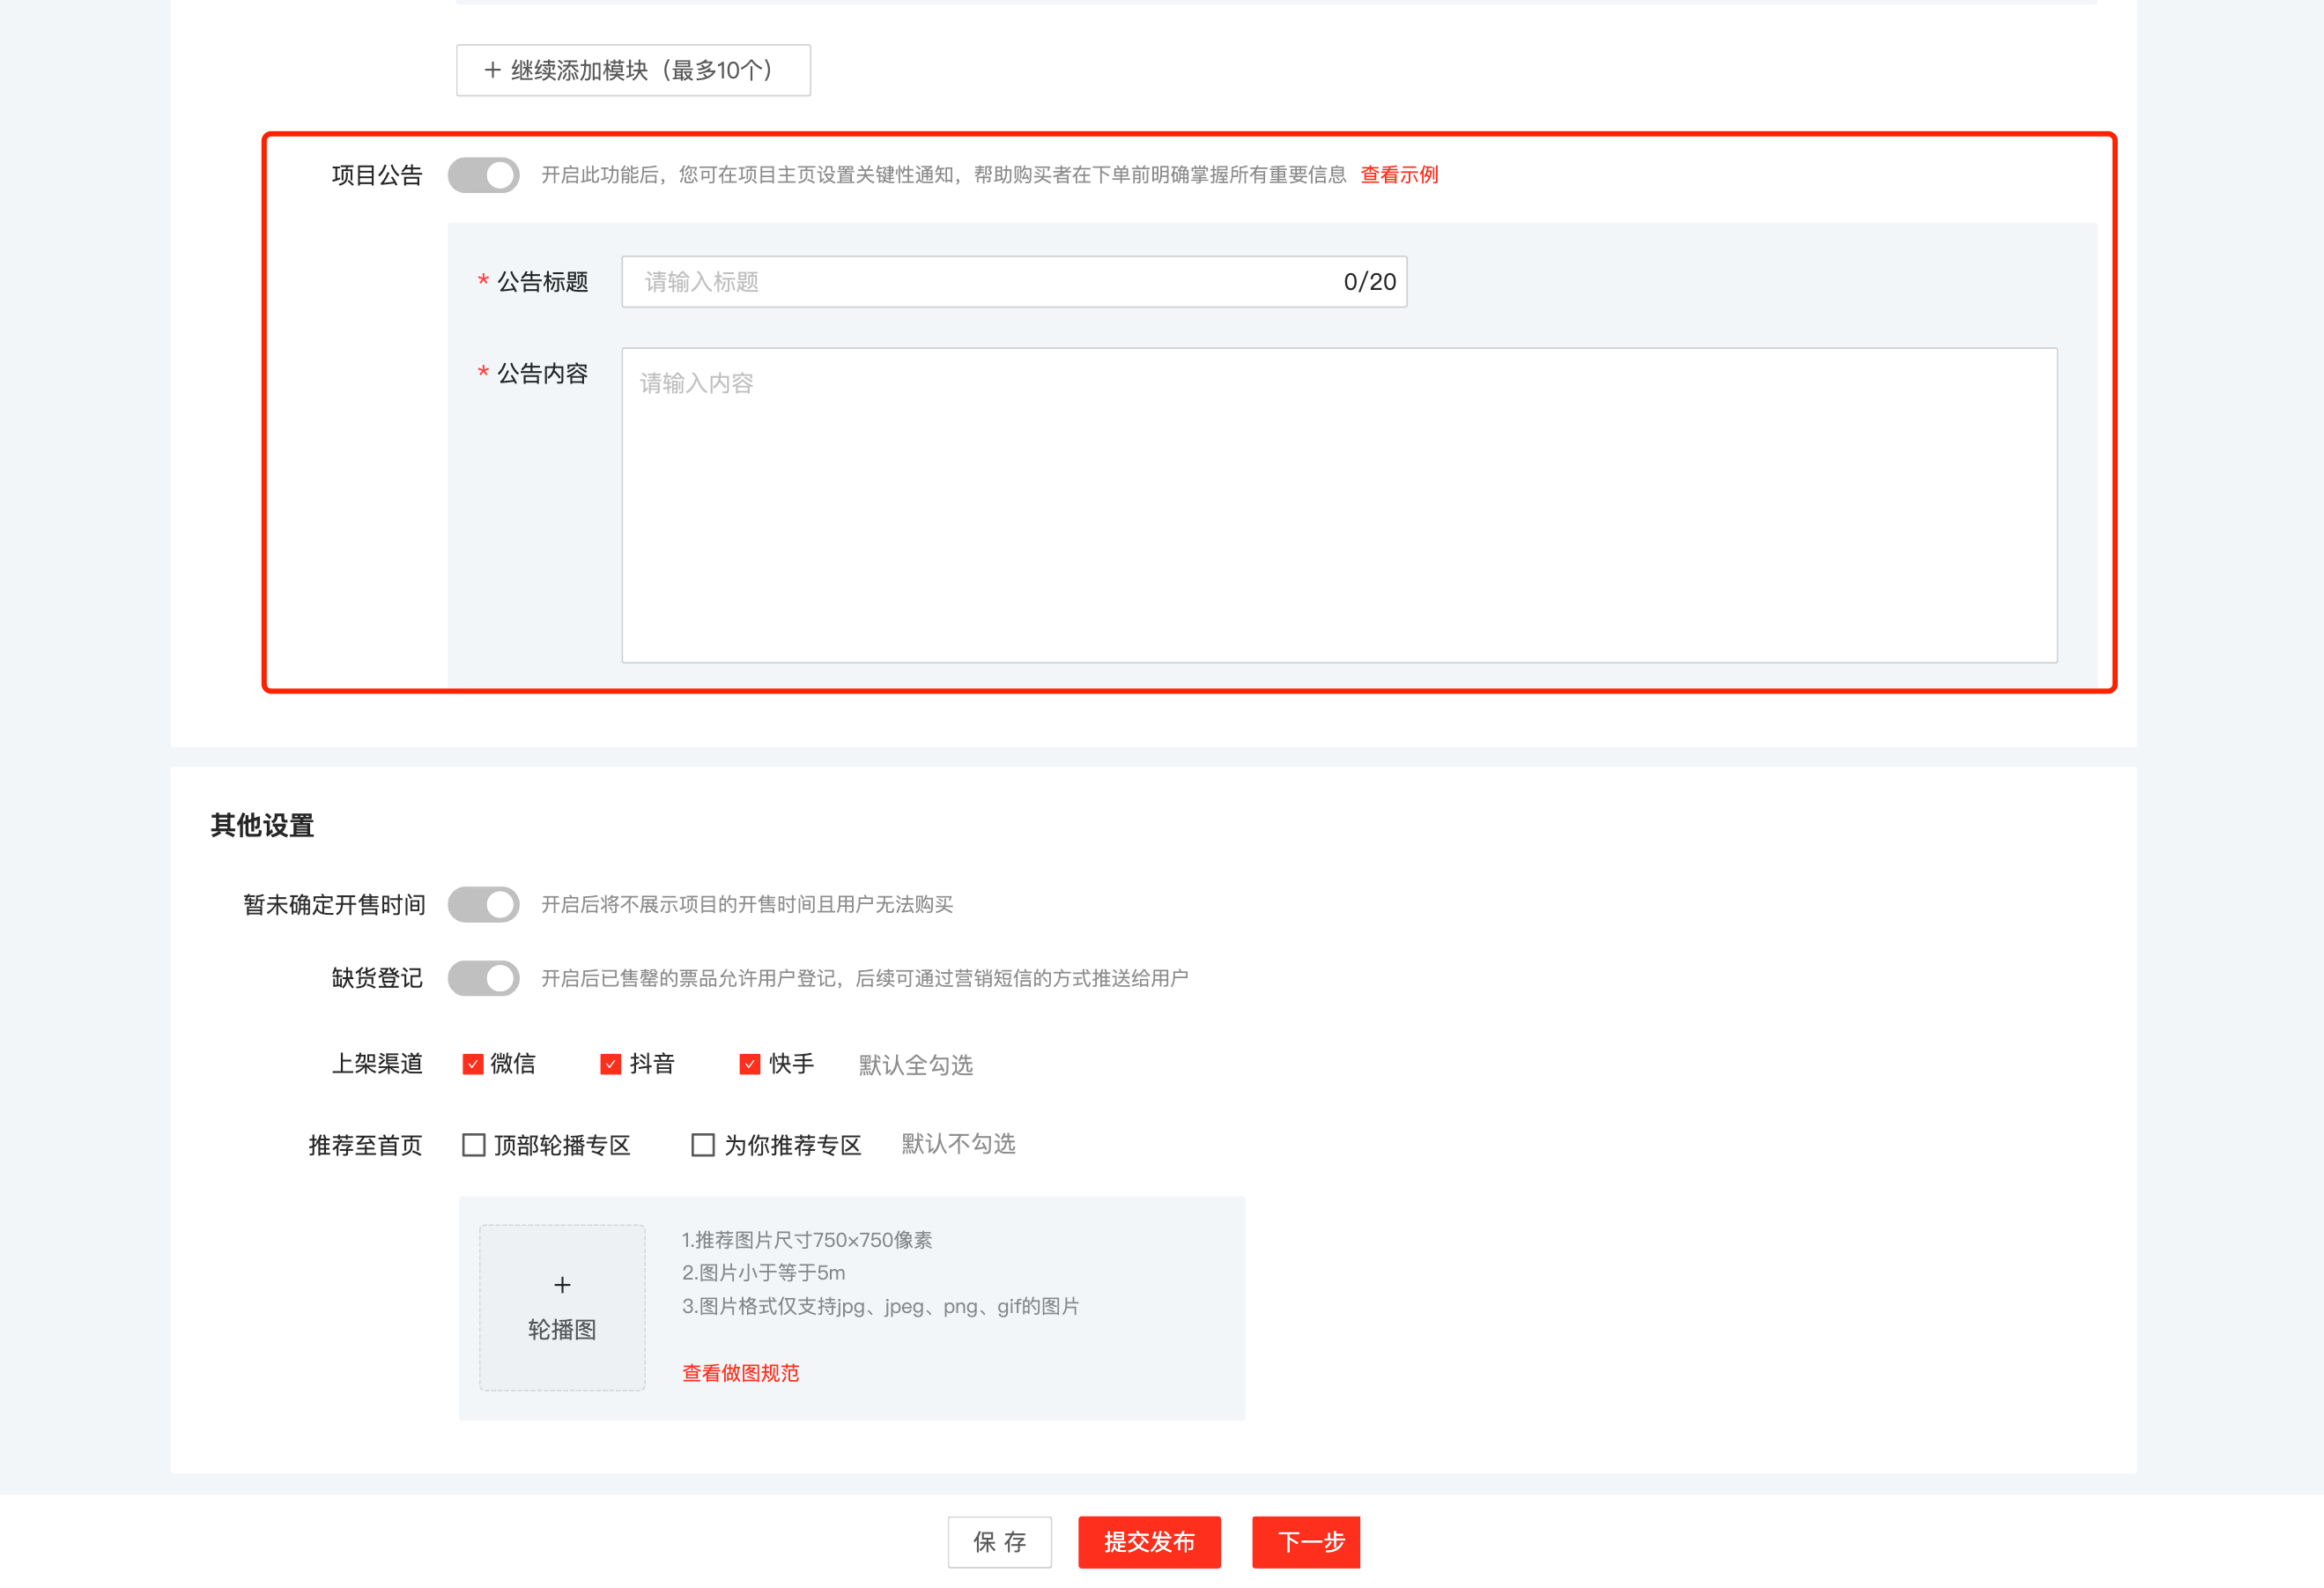 + 继续添加模块（最多10个）
项目公告 开启此功能后，您可在项目主页设置关键性通知，帮助购买者在下单前明确掌握所有重要信息 查看示例
* 公告标题 请输入标题 0/20
* 公告内容 请输入内容
其他设置
暂未确定开售时间 开启后将不展示项目的开售时间且用户无法购买
缺货登记 开启后已售罄的票品允许用户登记，后续可通过营销短信的方式推送给用户
上架渠道 微信 抖音 快手 默认全勾选
推荐至首页 顶部轮播专区 为你推荐专区 默认不勾选
+
轮播图
1.推荐图片尺寸750×750像素
2.图片小于等于5m
3.图片格式仅支持jpg、jpeg、png、gif的图片
查看做图规范
保 存 提交发布 下一步